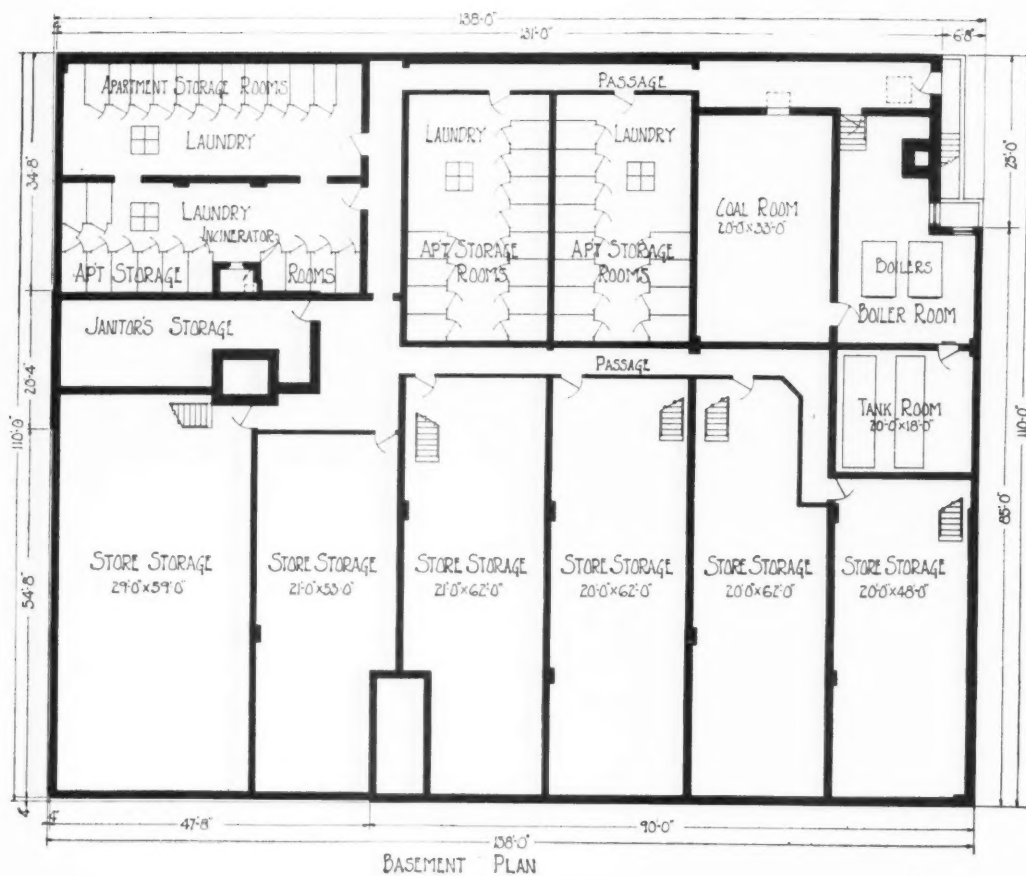 138'-0"
131'-0"
6'-8"
4"
APARTMENT STORAGE ROOMS
PASSAGE
LAUNDRY
LAUNDRY
LAUNDRY
34'-8"
25'-0"
LAUNDRY
INCINERATOR
COAL ROOM
20'-0"x33'-0"
AP'T STORAGE
ROOMS
APT STORAGE
ROOMS
APT STORAGE
ROOMS
BOILERS
BOILER ROOM
JANITOR'S STORAGE
PASSAGE
20'-4"
TANK ROOM
20'-0"x18'-0"
110'-0"
110'-0"
85'-0"
STORE STORAGE
29'-0"x59'-0"
STORE STORAGE
21'-0"x53'-0"
STORE STORAGE
21'-0"x62'-0"
STORE STORAGE
20'-0"x62'-0"
STORE STORAGE
20'-0"x62'-0"
STORE STORAGE
20'-0"x48'-0"
54'-8"
4"
4"
47'-8"
90'-0"
138'-0"
BASEMENT PLAN